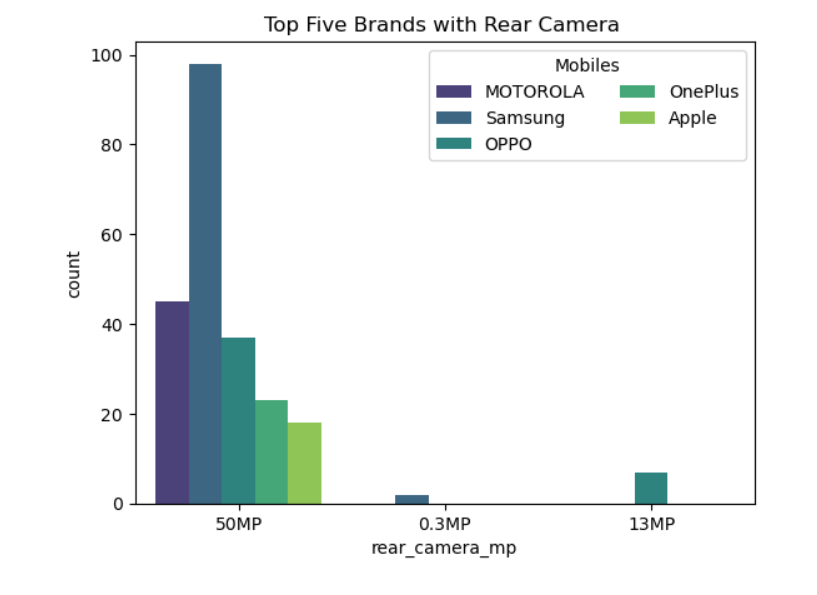 Top Five Brands with Rear Camera
Mobiles
MOTOROLA
Samsung
OPPO
OnePlus
Apple
count
100
80
60
40
20
0
50MP
0.3MP
13MP
rear_camera_mp